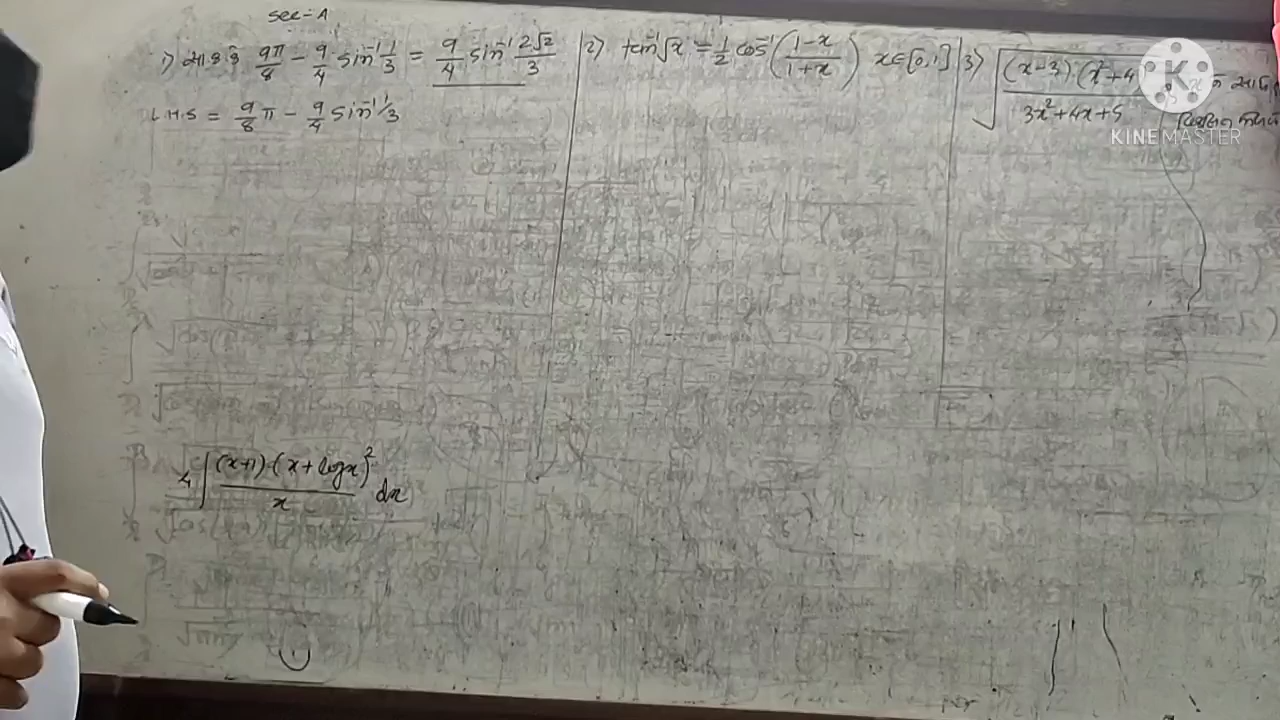 sec-A
1) सा.क.रें 9π/8 - 9/4 sin⁻¹ 1/3 = 9/4 sin⁻¹ 2√2/3
L.H.S = 9/8 π - 9/4 sin⁻¹ 1/3
2) tan⁻¹√x = 1/2 cos⁻¹((1-x)/(1+x)) x∈[0,1]
3) √((x-3)·(x²+4)/(3x²+4x+5))
K
KINEMASTER
4 ∫ (x+1)·(x+logx)²/x dx